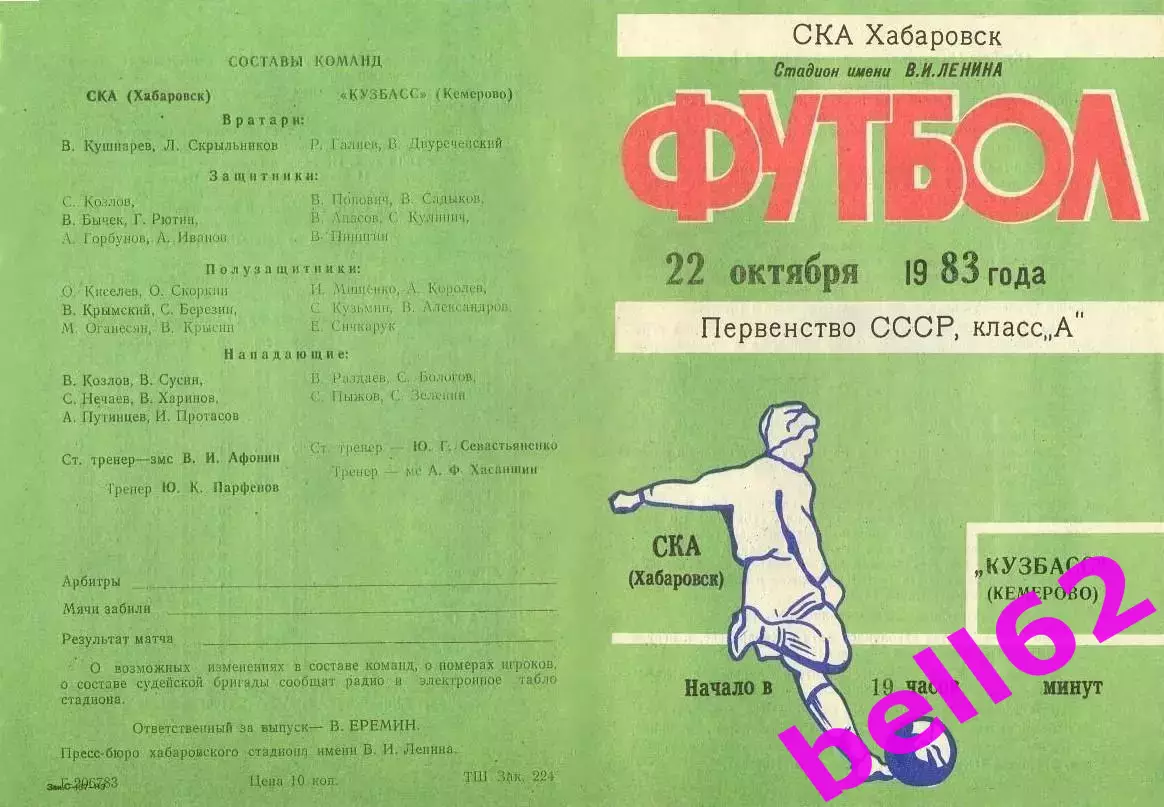 СОСТАВЫ КОМАНД
СКА (Хабаровск) «КУЗБАСС» (Кемерово)
Вратари:
В. Кушнарев, Л. Скрыльников Р. Галиев, В. Двуреченский
Защитники:
С. Козлов, В. Попович, В. Садыков,
В. Бычек, Г. Рютин, В. Апасов, С. Кулинич,
А. Горбунов, А. Иванов В. Пинигин
Полузащитники:
О. Киселев, О. Скоркин И. Мищенко, А. Королев,
В. Крымский, С. Березин, С. Кузьмин, В. Александров,
М. Оганесян, В. Крысин Е. Сичкарук
Нападающие:
В. Козлов, В. Сусин, В. Раздаев, С. Бологов,
С. Нечаев, В. Харинов, С. Пыжов, С. Зеленин
А. Путинцев, И. Протасов
Ст. тренер—змс В. И. Афонин Ст. тренер — Ю. Г. Севастьяненко
Тренер Ю. К. Парфенов Тренер — мс А. Ф. Хасаншин
Арбитры
Мячи забили
Результат матча
О возможных изменениях в составе команд, о номерах игроков,
о составе судейской бригады сообщат радио и электронное табло
стадиона.
Ответственный за выпуск— В. ЕРЕМИН.
Пресс-бюро хабаровского стадиона имени В. И. Ленина.
Цена 10 коп. ТШ Зак. 224
СКА Хабаровск
Стадион имени В.И.ЛЕНИНА
ФУТБОЛ
22 октября 1983 года
Первенство СССР, класс „А"
СКА
(Хабаровск)
„КУЗБАСС
(КЕМЕРОВО)
Начало в 19 часов минут
bell62